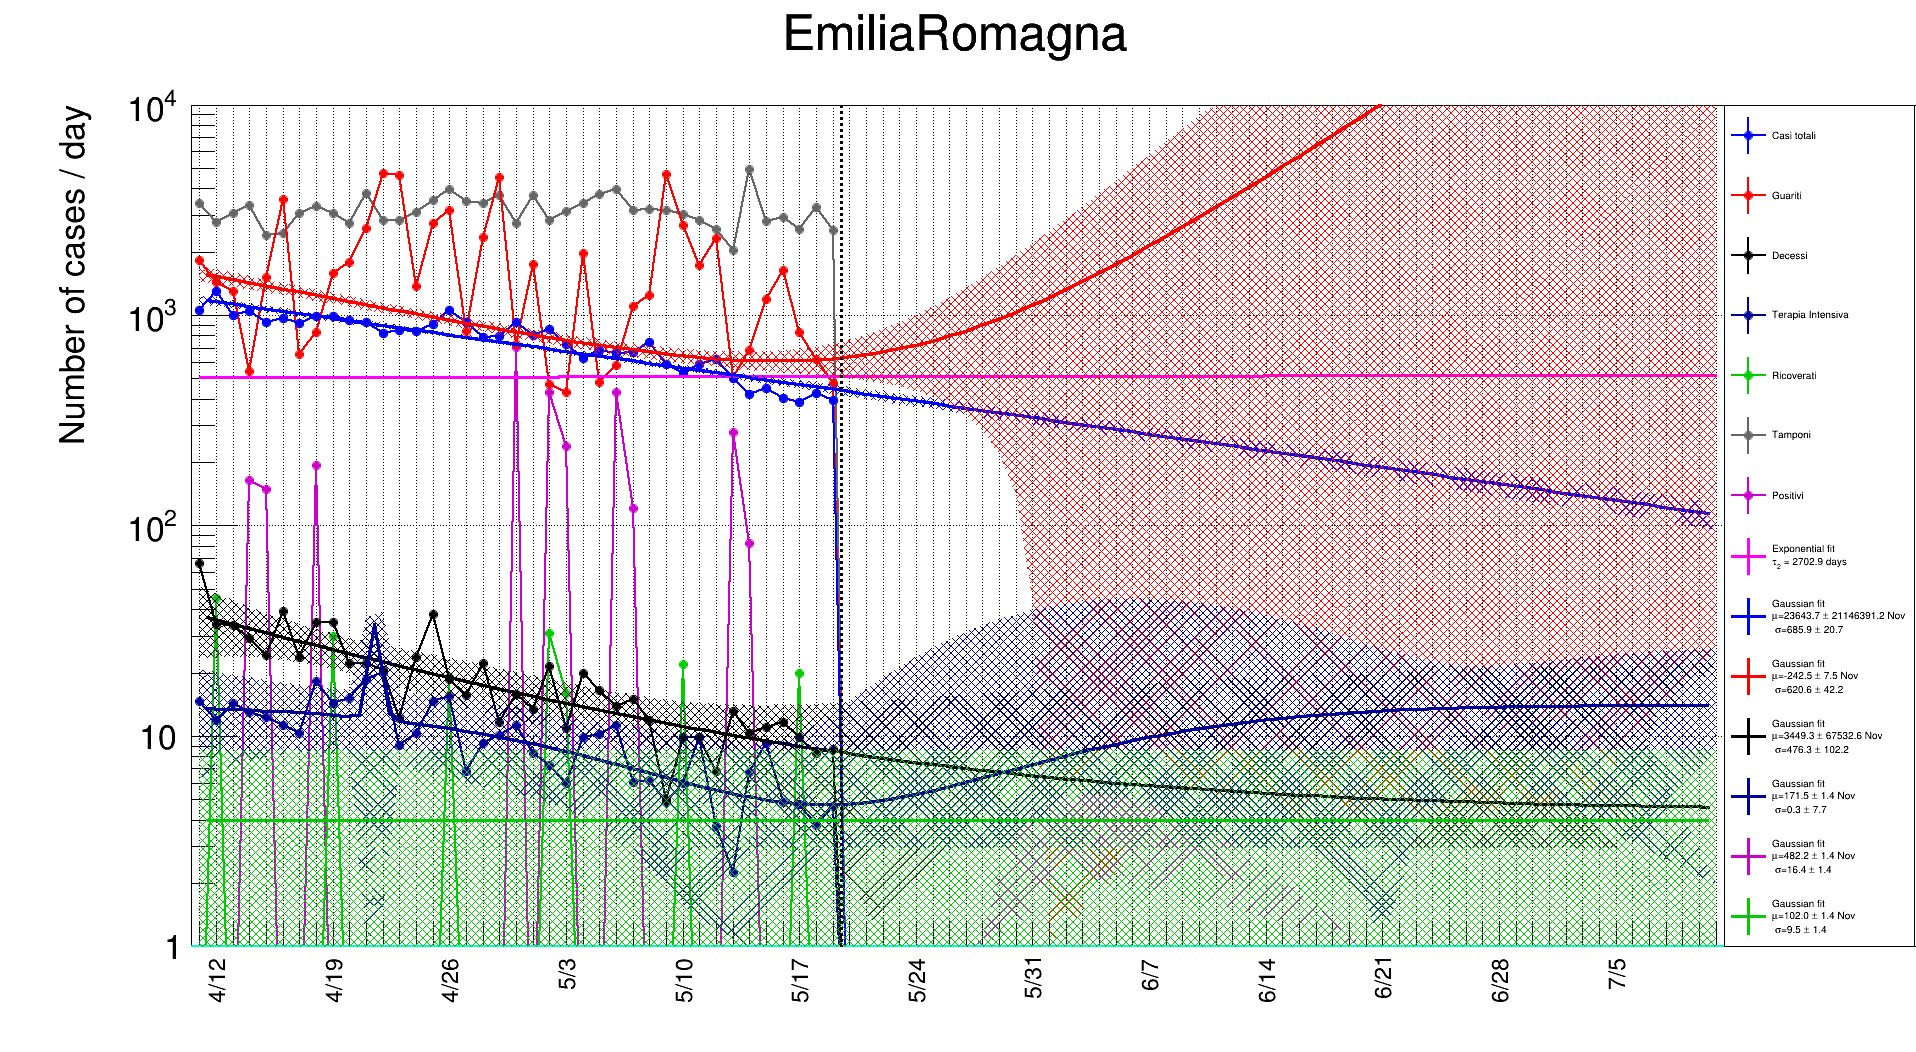 EmiliaRomagna
Number of cases / day
10^4
10^3
10^2
10
1
4/12
4/19
4/26
5/3
5/10
5/17
5/24
5/31
6/7
6/14
6/21
6/28
7/5
Casi totali
Guariti
Decessi
Terapia Intensiva
Ricoverati
Tamponi
Positivi
Exponential fit
τ₂ = 2702.9 days
Gaussian fit
μ=23643.7 ± 21146391.2 Nov
σ=685.9 ± 20.7
Gaussian fit
μ=-242.5 ± 7.5 Nov
σ=620.6 ± 42.2
Gaussian fit
μ=3449.3 ± 67532.6 Nov
σ=476.3 ± 102.2
Gaussian fit
μ=171.5 ± 1.4 Nov
σ=0.3 ± 7.7
Gaussian fit
μ=482.2 ± 1.4 Nov
σ=16.4 ± 1.4
Gaussian fit
μ=102.0 ± 1.4 Nov
σ=9.5 ± 1.4